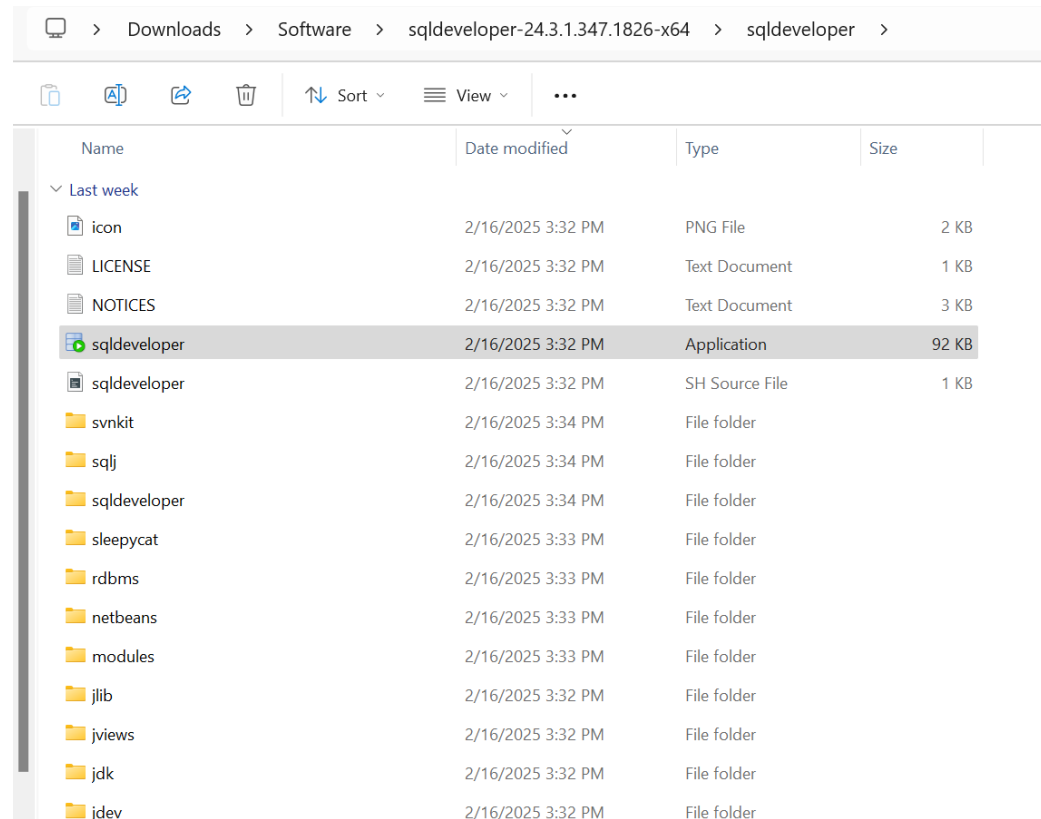 Downloads > Software > sqldeveloper-24.3.1.347.1826-x64 > sqldeveloper >
Sort View
Name Date modified Type Size
Last week
icon 2/16/2025 3:32 PM PNG File 2 KB
LICENSE 2/16/2025 3:32 PM Text Document 1 KB
NOTICES 2/16/2025 3:32 PM Text Document 3 KB
sqldeveloper 2/16/2025 3:32 PM Application 92 KB
sqldeveloper 2/16/2025 3:32 PM SH Source File 1 KB
svnkit 2/16/2025 3:34 PM File folder
sqlj 2/16/2025 3:34 PM File folder
sqldeveloper 2/16/2025 3:34 PM File folder
sleepycat 2/16/2025 3:33 PM File folder
rdbms 2/16/2025 3:33 PM File folder
netbeans 2/16/2025 3:33 PM File folder
modules 2/16/2025 3:33 PM File folder
jlib 2/16/2025 3:32 PM File folder
jviews 2/16/2025 3:32 PM File folder
jdk 2/16/2025 3:32 PM File folder
jdev 2/16/2025 3:32 PM File folder